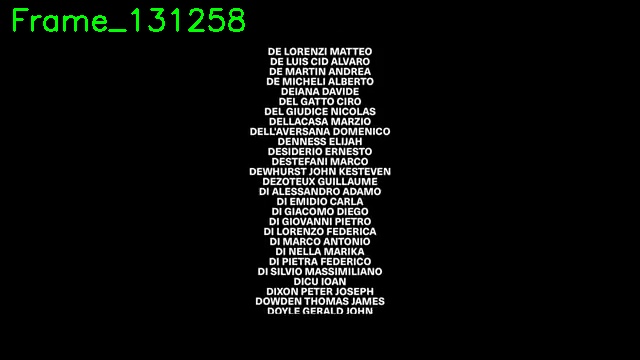 Frame_131258
DE LORENZI MATTEO
DE LUIS CID ALVARO
DE MARTIN ANDREA
DE MICHELI ALBERTO
DEIANA DAVIDE
DEL GATTO CIRO
DEL GIUDICE NICOLAS
DELLACASA MARZIO
DELL'AVERSANA DOMENICO
DENNESS ELIJAH
DESIDERIO ERNESTO
DESTEFANI MARCO
DEWHURST JOHN KESTEVEN
DEZOTEUX GUILLAUME
DI ALESSANDRO ADAMO
DI EMIDIO CARLA
DI GIACOMO DIEGO
DI GIOVANNI PIETRO
DI LORENZO FEDERICA
DI MARCO ANTONIO
DI NELLA MARIKA
DI PIETRA FEDERICO
DI SILVIO MASSIMILIANO
DICU IOAN
DIXON PETER JOSEPH
DOWDEN THOMAS JAMES
DOYLE GERALD JOHN